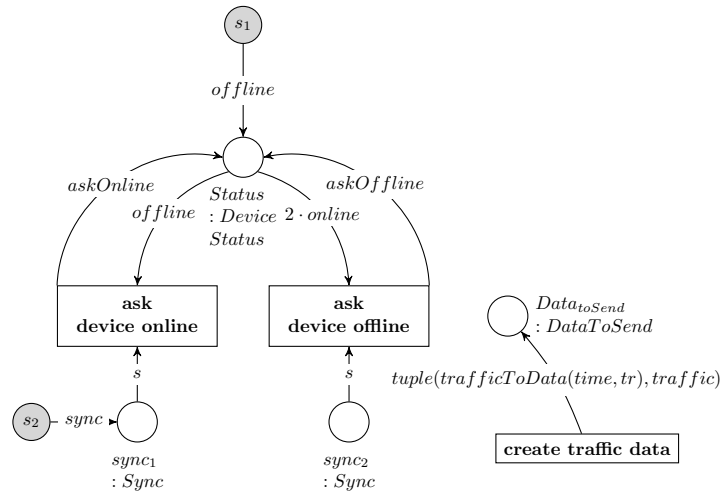 s₁
offline
askOnline
askOffline
Status
: Device
Status
offline
2 · online
ask
device online
ask
device offline
Data_toSend
: DataToSend
s
s
tuple(trafficToData(time, tr), traffic)
s₂
sync
create traffic data
sync₁
: Sync
sync₂
: Sync